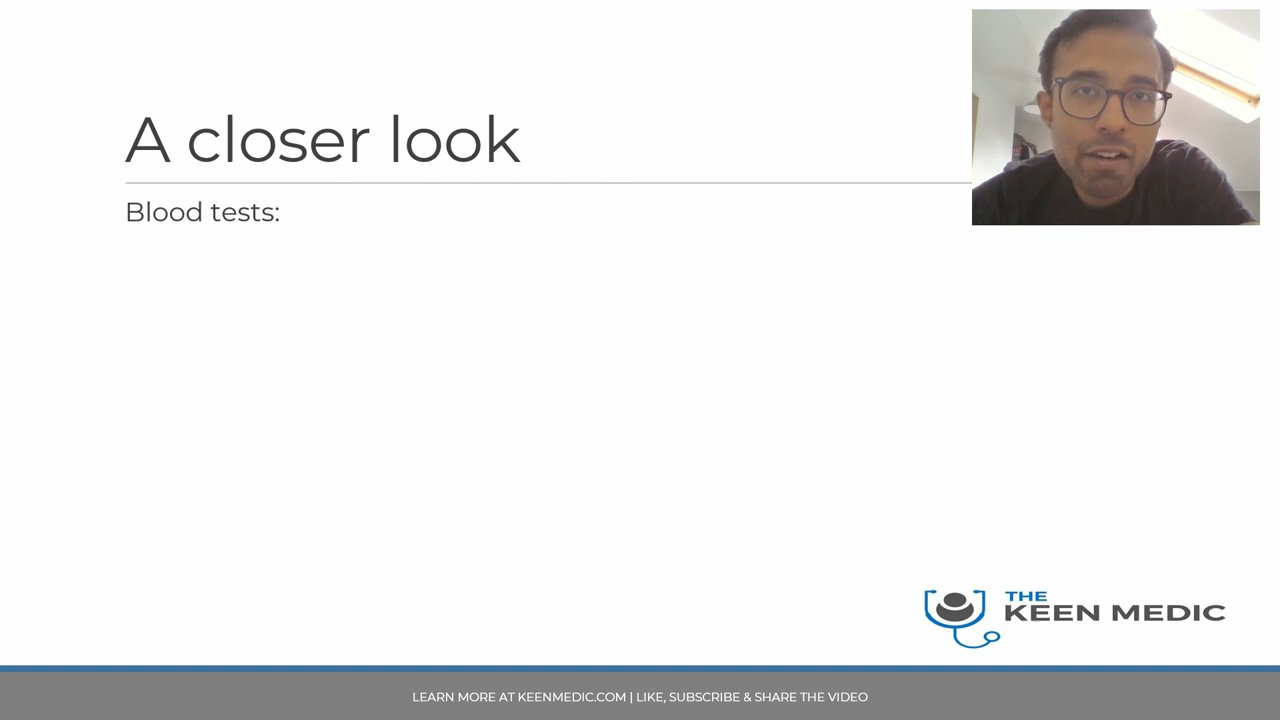 A closer look
Blood tests:
THE
KEEN MEDIC
LEARN MORE AT KEENMEDIC.COM | LIKE, SUBSCRIBE & SHARE THE VIDEO